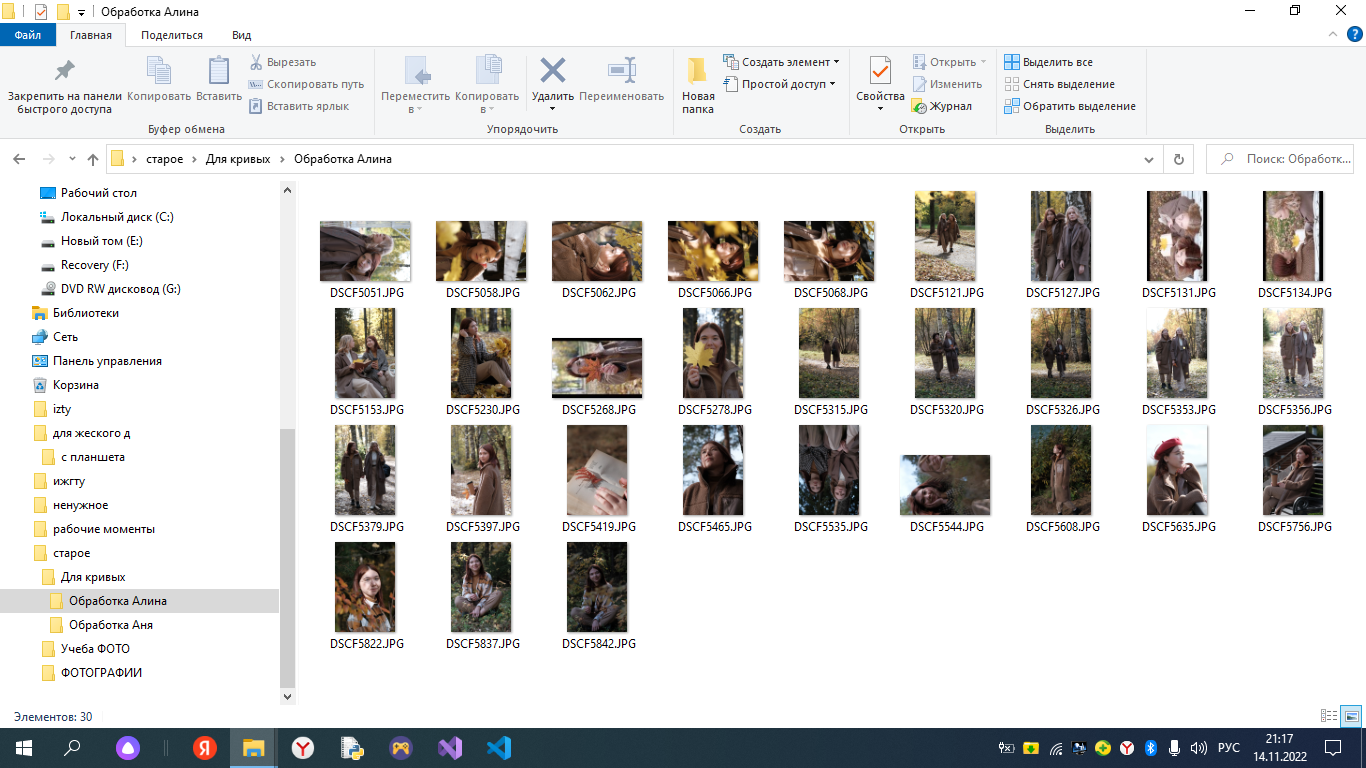 Обработка Алина
Файл Главная Поделиться Вид
Закрепить на панели быстрого доступа
Копировать
Вставить
Вырезать
Скопировать путь
Вставить ярлык
Буфер обмена
Переместить в
Копировать в
Удалить
Переименовать
Упорядочить
Новая папка
Создать элемент
Простой доступ
Создать
Свойства
Открыть
Изменить
Журнал
Открыть
Выделить все
Снять выделение
Обратить выделение
Выделить
старое › Для кривых › Обработка Алина
Поиск: Обработк...
Рабочий стол
Локальный диск (C:)
Новый том (E:)
Recovery (F:)
DVD RW дисковод (G:)
Библиотеки
Сеть
Панель управления
Корзина
izty
для жеского д
с планшета
ижгту
ненужное
рабочие моменты
старое
Для кривых
Обработка Алина
Обработка Аня
Учеба ФОТО
ФОТОГРАФИИ
DSCF5051.JPG DSCF5058.JPG DSCF5062.JPG DSCF5066.JPG DSCF5068.JPG DSCF5121.JPG DSCF5127.JPG DSCF5131.JPG DSCF5134.JPG
DSCF5153.JPG DSCF5230.JPG DSCF5268.JPG DSCF5278.JPG DSCF5315.JPG DSCF5320.JPG DSCF5326.JPG DSCF5353.JPG DSCF5356.JPG
DSCF5379.JPG DSCF5397.JPG DSCF5419.JPG DSCF5465.JPG DSCF5535.JPG DSCF5544.JPG DSCF5608.JPG DSCF5635.JPG DSCF5756.JPG
DSCF5822.JPG DSCF5837.JPG DSCF5842.JPG
Элементов: 30
Я
РУС
21:17
14.11.2022